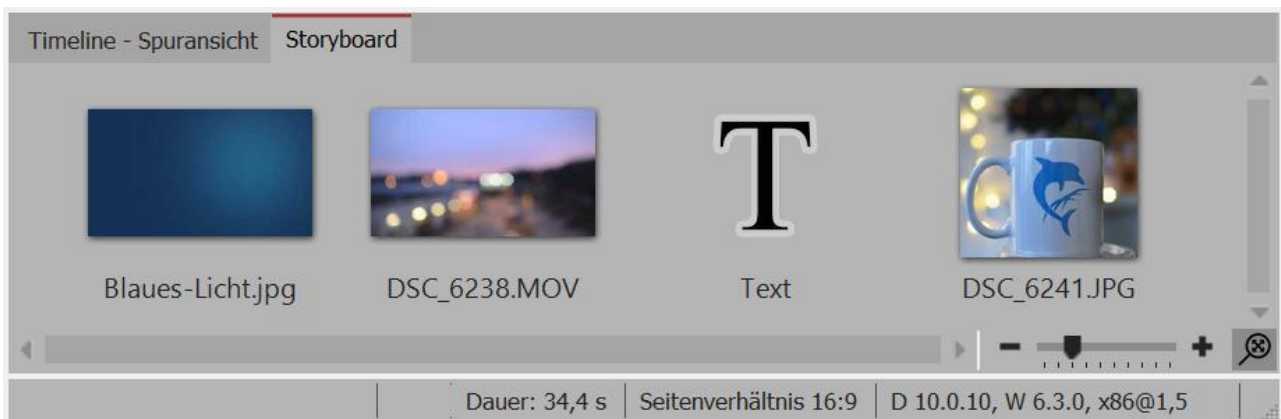 Timeline - Spuransicht Storyboard
T
Blaues-Licht.jpg DSC_6238.MOV Text DSC_6241.JPG
Dauer: 34,4 s Seitenverhältnis 16:9 D 10.0.10, W 6.3.0, x86@1,5